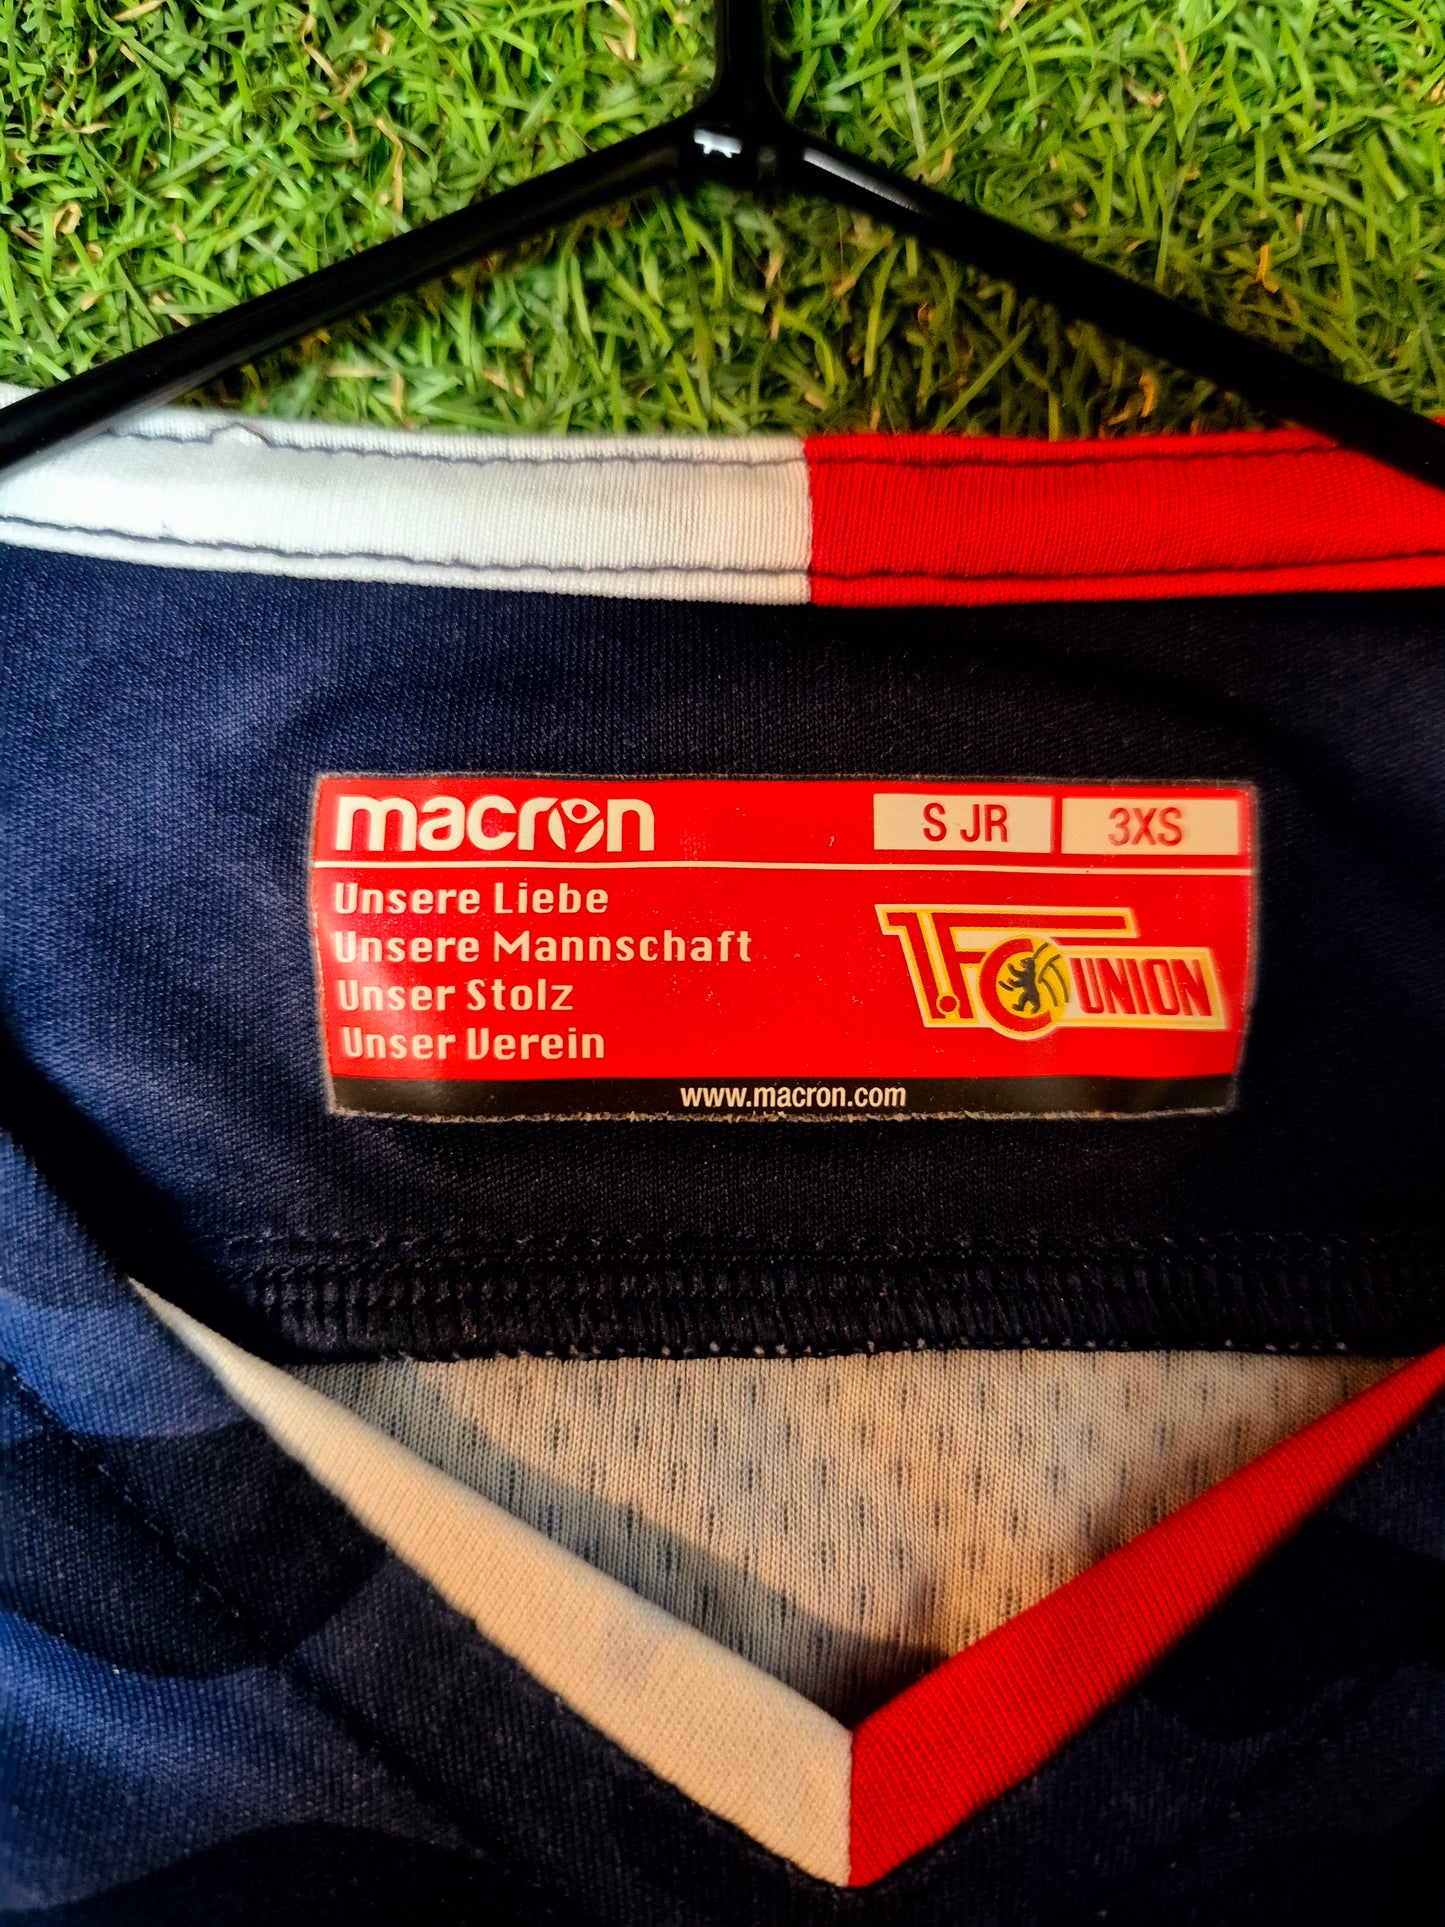 macron S JR 3XS
Unsere Liebe
Unsere Mannschaft
Unser Stolz
Unser Verein
1.FC UNION
www.macron.com